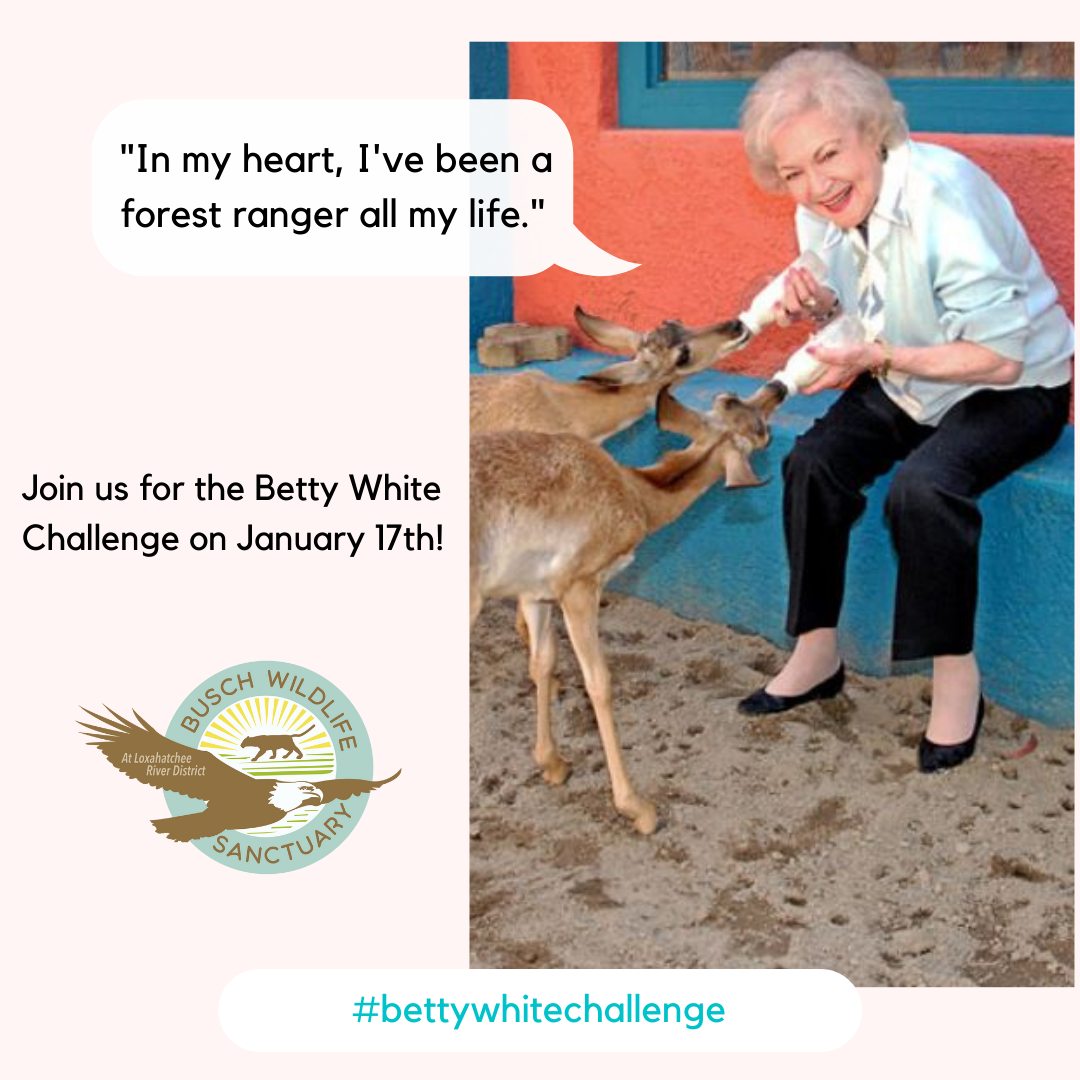 "In my heart, I've been a
forest ranger all my life."
Join us for the Betty White
Challenge on January 17th!
BUSCH WILDLIFE
At Loxahatchee
River District
SANCTUARY
#bettywhitechallenge